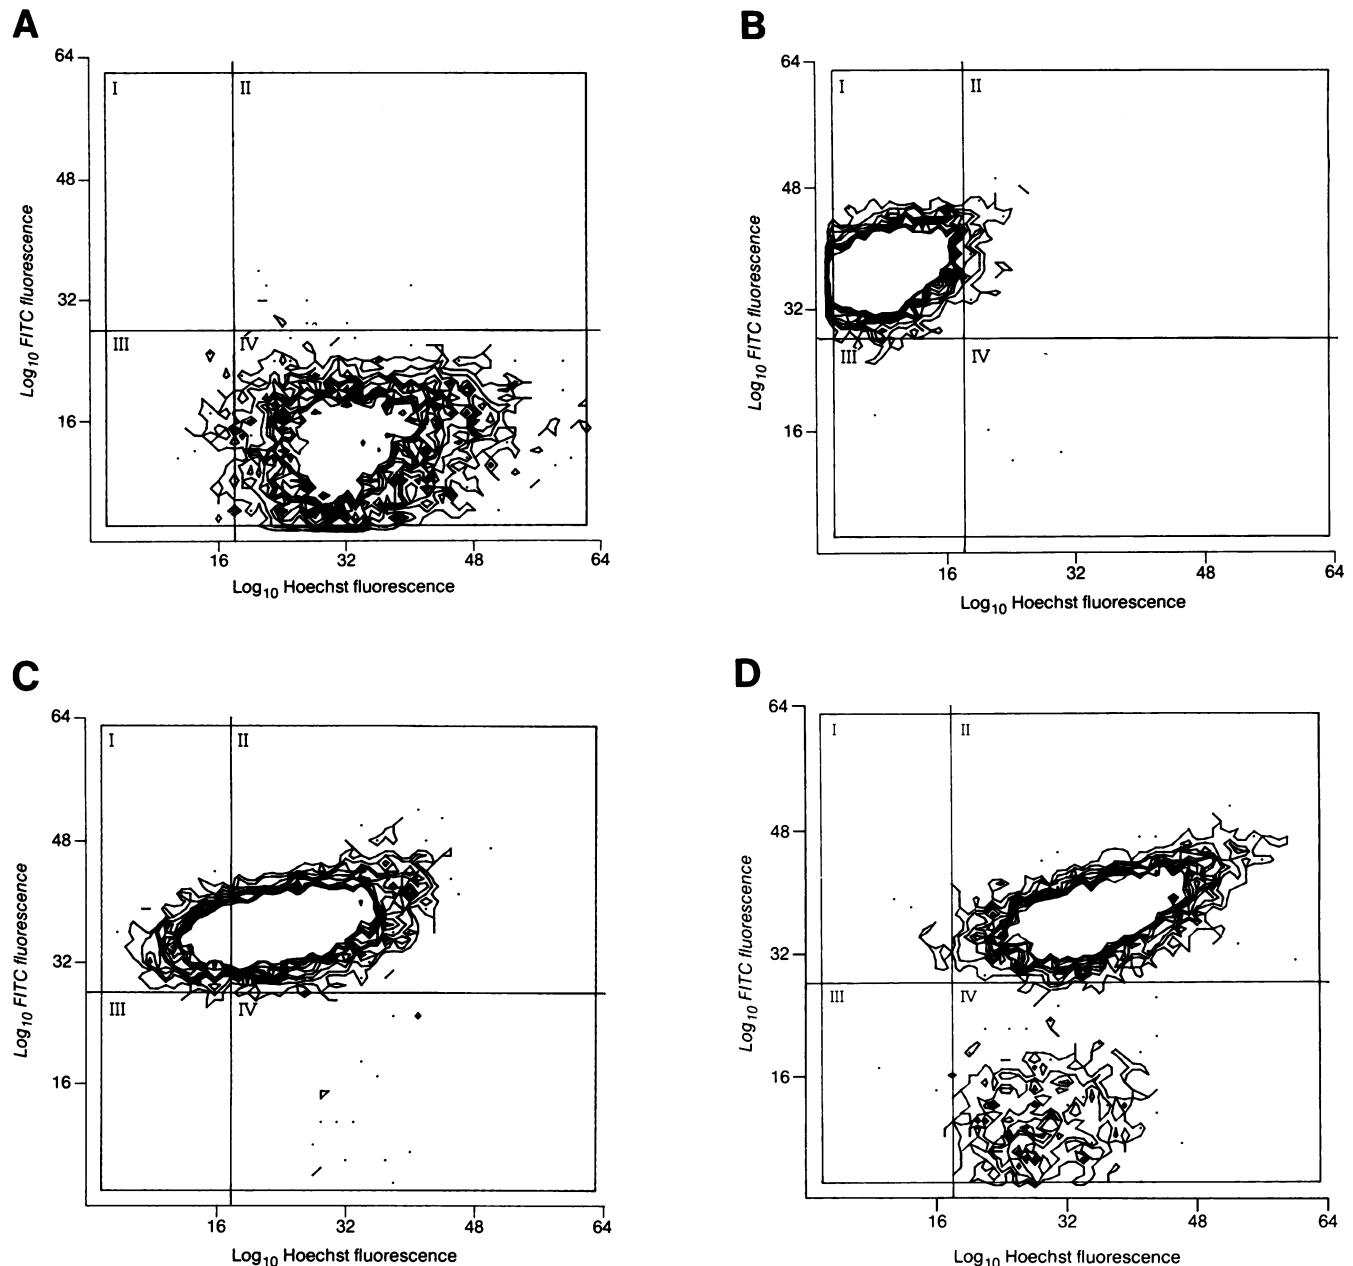 A
64
I
II
48
Log10 FITC fluorescence
32
III
IV
16
16
32
48
64
Log10 Hoechst fluorescence
B
64
I
II
48
Log10 FITC fluorescence
32
III
IV
16
16
32
48
64
Log10 Hoechst fluorescence
C
64
I
II
48
Log10 FITC fluorescence
32
III
IV
16
16
32
48
64
Log10 Hoechst fluorescence
D
64
I
II
48
Log10 FITC fluorescence
32
III
IV
16
16
32
48
64
Log10 Hoechst fluorescence